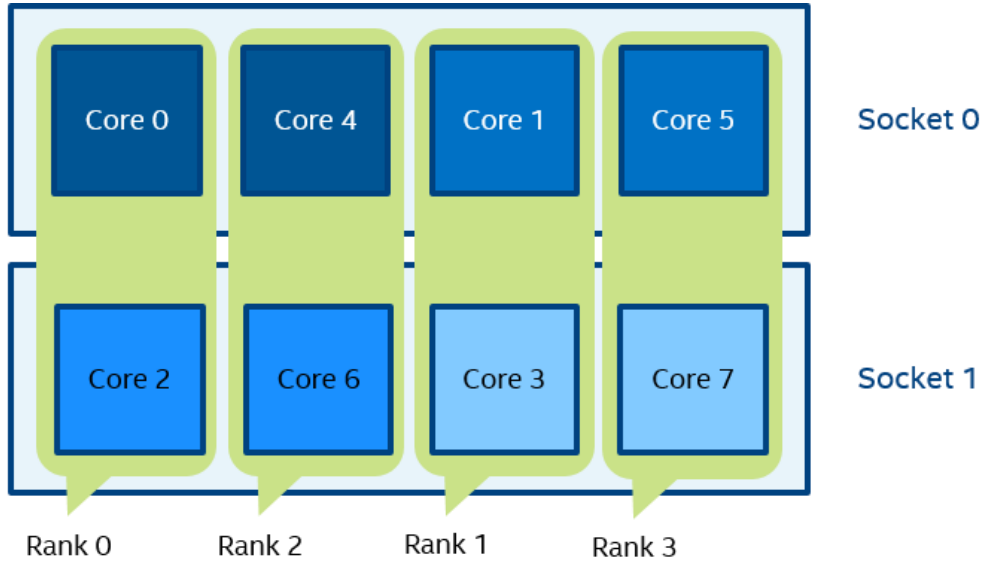 Core 0
Core 4
Core 1
Core 5
Socket 0
Core 2
Core 6
Core 3
Core 7
Socket 1
Rank 0
Rank 2
Rank 1
Rank 3